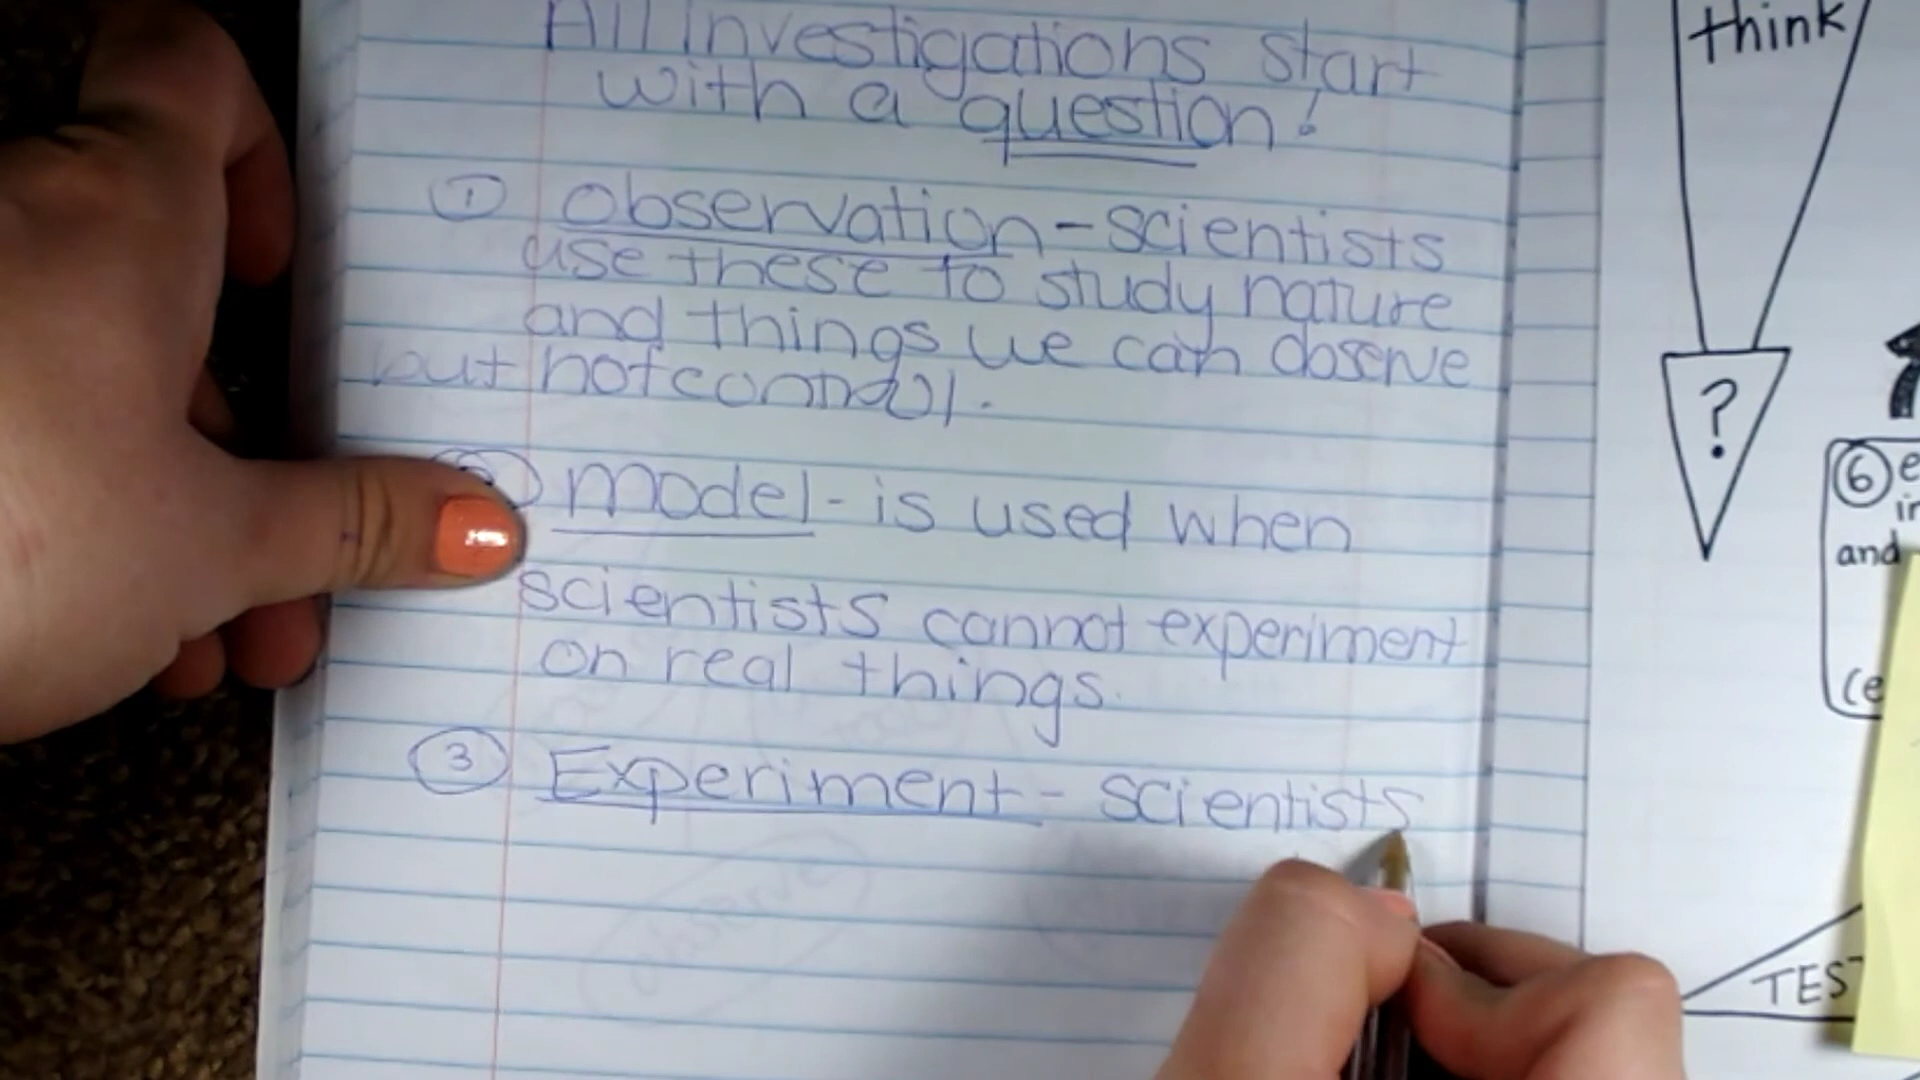 All investigations start
with a question!
① observation - scientists
use these to study nature
and things we can observe
but not control.
model - is used when
scientists cannot experiment
on real things.
③ Experiment - scientists
think
?
⑥ e
in
and
(e
TEST
observe